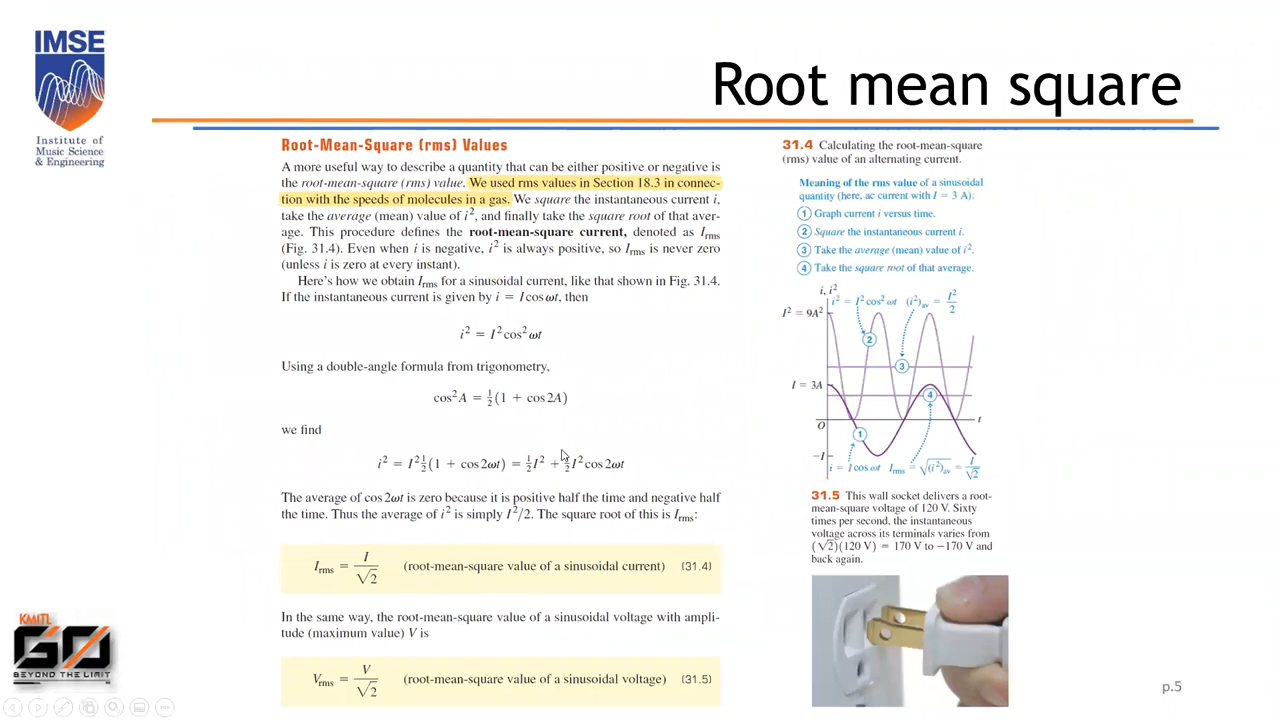 IMSE
Institute of
Music Science
& Engineering
Root mean square
Root-Mean-Square (rms) Values
A more useful way to describe a quantity that can be either positive or negative is
the root-mean-square (rms) value. We used rms values in Section 18.3 in connec-
tion with the speeds of molecules in a gas. We square the instantaneous current i,
take the average (mean) value of i², and finally take the square root of that aver-
age. This procedure defines the root-mean-square current, denoted as Irms
(Fig. 31.4). Even when i is negative, i² is always positive, so Irms is never zero
(unless i is zero at every instant).
Here's how we obtain Irms for a sinusoidal current, like that shown in Fig. 31.4.
If the instantaneous current is given by i = I cos ωt, then
i² = I² cos² ωt
Using a double-angle formula from trigonometry,
cos² A = ½(1 + cos 2A)
we find
i² = I² ½(1 + cos 2ωt) = ½I² + ½I² cos 2ωt
The average of cos 2ωt is zero because it is positive half the time and negative half
the time. Thus the average of i² is simply I²/2. The square root of this is Irms:
Irms = I/√2 (root-mean-square value of a sinusoidal current) (31.4)
In the same way, the root-mean-square value of a sinusoidal voltage with ampli-
tude (maximum value) V is
Vrms = V/√2 (root-mean-square value of a sinusoidal voltage) (31.5)
31.4 Calculating the root-mean-square
(rms) value of an alternating current.
Meaning of the rms value of a sinusoidal
quantity (here, ac current with I = 3 A):
1 Graph current i versus time.
2 Square the instantaneous current i.
3 Take the average (mean) value of i².
4 Take the square root of that average.
i, i²
i² = I² cos² ωt (i²)av = I²/2
I² = 9A²
2
3
I = 3A
4
O
t
1
−I
i = I cos ωt Irms = √(i²)av = I/√2
31.5 This wall socket delivers a root-
mean-square voltage of 120 V. Sixty
times per second, the instantaneous
voltage across its terminals varies from
(√2)(120 V) = 170 V to −170 V and
back again.
KMITL
GO
BEYOND THE LIMIT
p.5